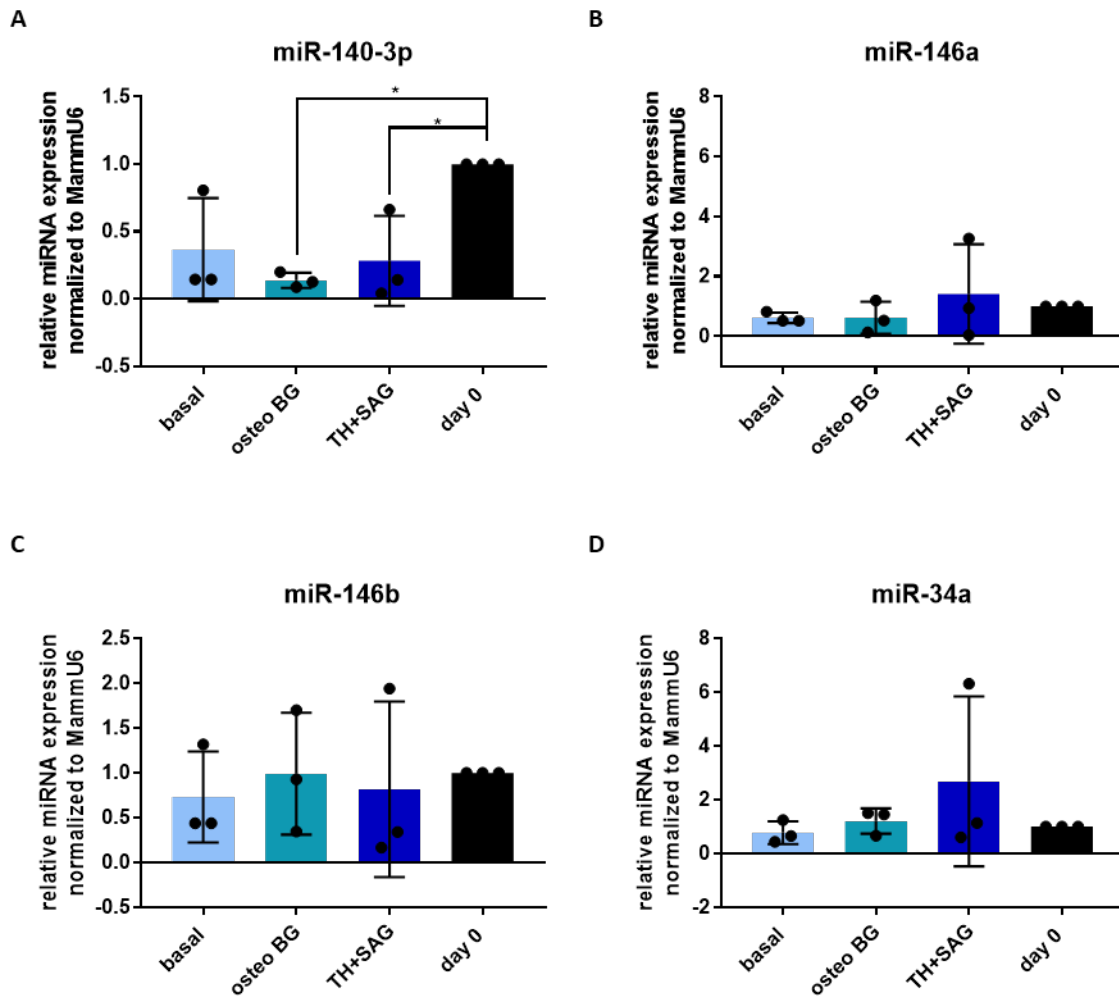 A
miR-140-3p
relative miRNA expression
normalized to MammU6
1.5
1.0
0.5
0.0
-0.5
*
*
basal
osteo BG
TH+SAG
day 0
B
miR-146a
relative miRNA expression
normalized to MammU6
8
6
4
2
0
basal
osteo BG
TH+SAG
day 0
C
miR-146b
relative miRNA expression
normalized to MammU6
2.5
2.0
1.5
1.0
0.5
0.0
-0.5
basal
osteo BG
TH+SAG
day 0
D
miR-34a
relative miRNA expression
normalized to MammU6
8
6
4
2
0
-2
basal
osteo BG
TH+SAG
day 0